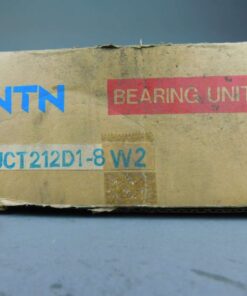 NTN
BEARING UNIT
UCT212D1-8 W2